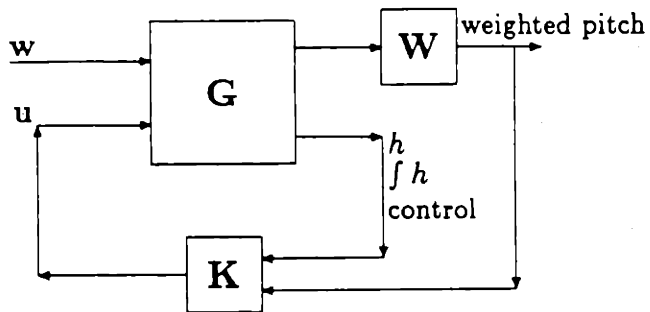 w
G
W
weighted pitch
u
h
∫ h
control
K